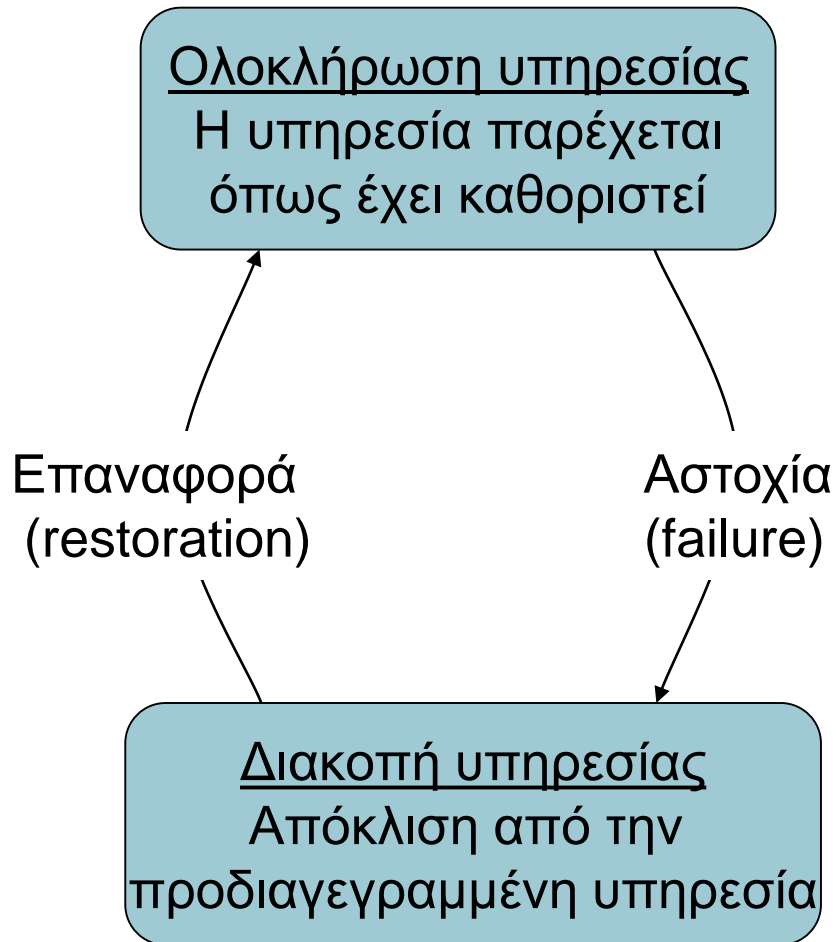 Ολοκλήρωση υπηρεσίας
Η υπηρεσία παρέχεται
όπως έχει καθοριστεί
Επαναφορά
(restoration)
Αστοχία
(failure)
Διακοπή υπηρεσίας
Απόκλιση από την
προδιαγεγραμμένη υπηρεσία